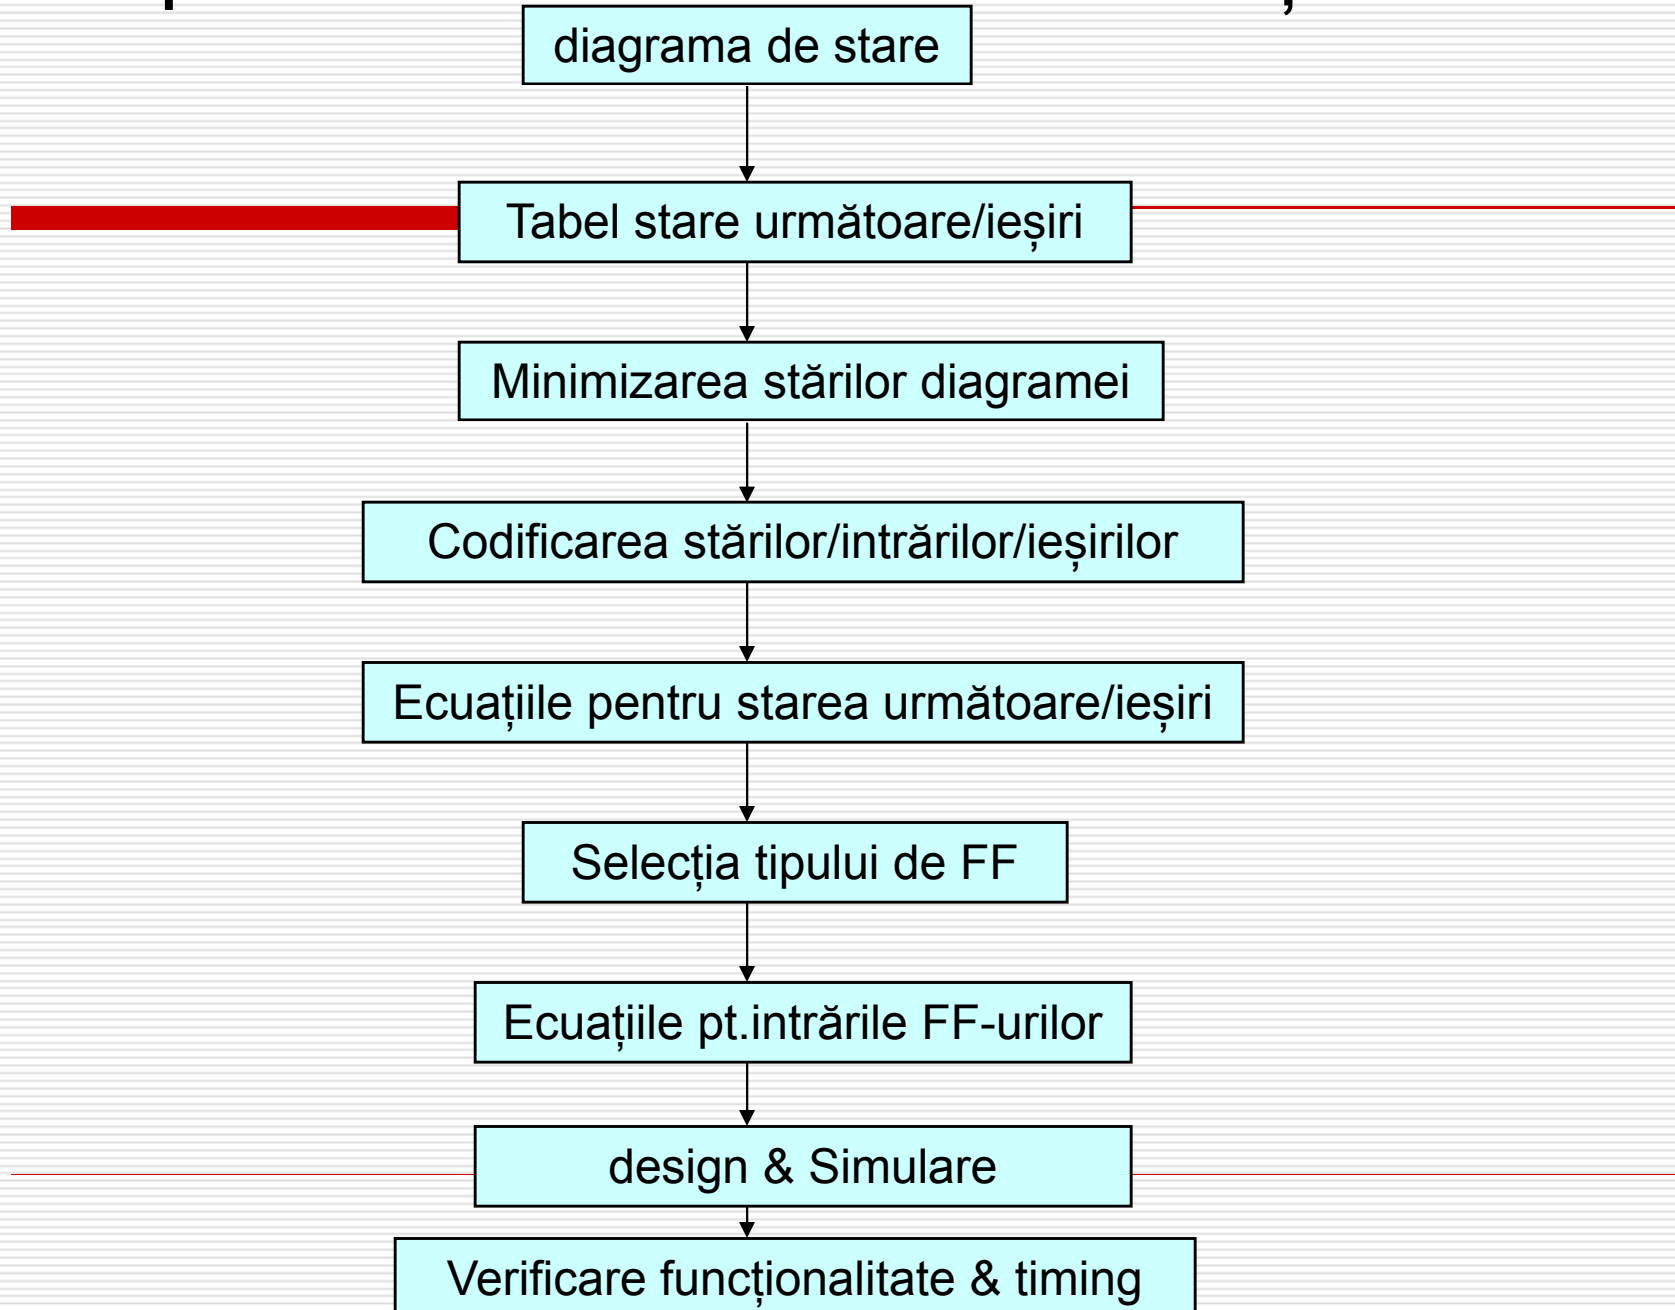 diagrama de stare
Tabel stare următoare/ieșiri
Minimizarea stărilor diagramei
Codificarea stărilor/intrărilor/ieșirilor
Ecuațiile pentru starea următoare/ieșiri
Selecția tipului de FF
Ecuațiile pt.intrările FF-urilor
design & Simulare
Verificare funcționalitate & timing